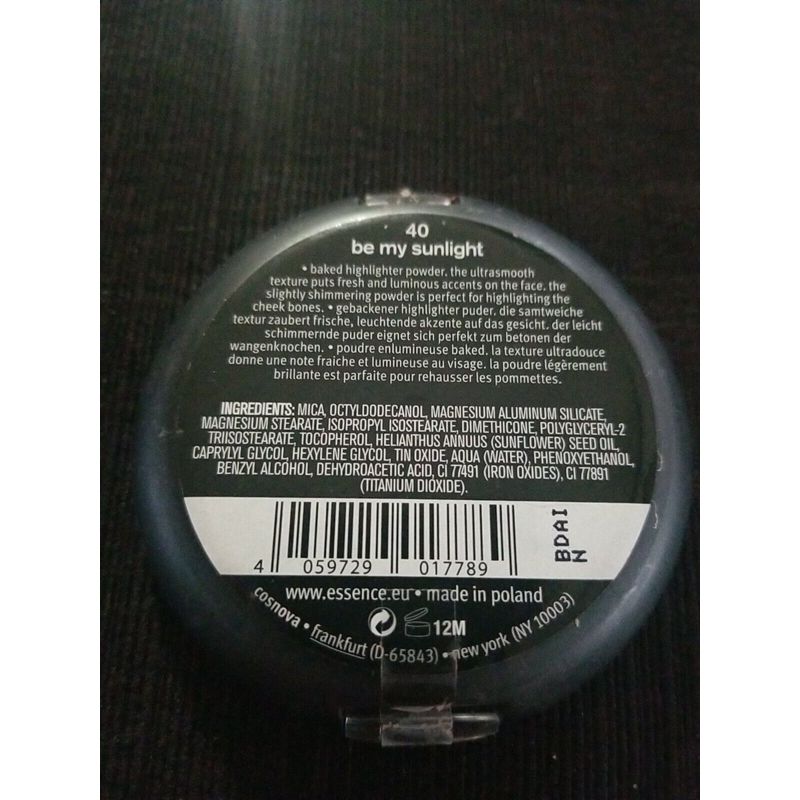 40
be my sunlight
• baked highlighter powder. the ultrasmooth
texture puts fresh and luminous accents on the face. the
slightly shimmering powder is perfect for highlighting the
cheek bones. • gebackener highlighter puder. die samtweiche
textur zaubert frische, leuchtende akzente auf das gesicht. der leicht
schimmernde puder eignet sich perfekt zum betonen der
wangenknochen. • poudre enlumineuse baked. la texture ultradouce
donne une note fraiche et lumineuse au visage. la poudre légèrement
brillante est parfaite pour rehausser les pommettes.
INGREDIENTS: MICA, OCTYLDODECANOL, MAGNESIUM ALUMINUM SILICATE,
MAGNESIUM STEARATE, ISOPROPYL ISOSTEARATE, DIMETHICONE, POLYGLYCERYL-2
TRIISOSTEARATE, TOCOPHEROL, HELIANTHUS ANNUUS (SUNFLOWER) SEED OIL,
CAPRYLYL GLYCOL, HEXYLENE GLYCOL, TIN OXIDE, AQUA (WATER), PHENOXYETHANOL,
BENZYL ALCOHOL, DEHYDROACETIC ACID, CI 77491 (IRON OXIDES), CI 77891
(TITANIUM DIOXIDE).
4 059729 017789
BDAI
N
www.essence.eu • made in poland
12M
cosnova • frankfurt (D-65843) • new york (NY 10003)